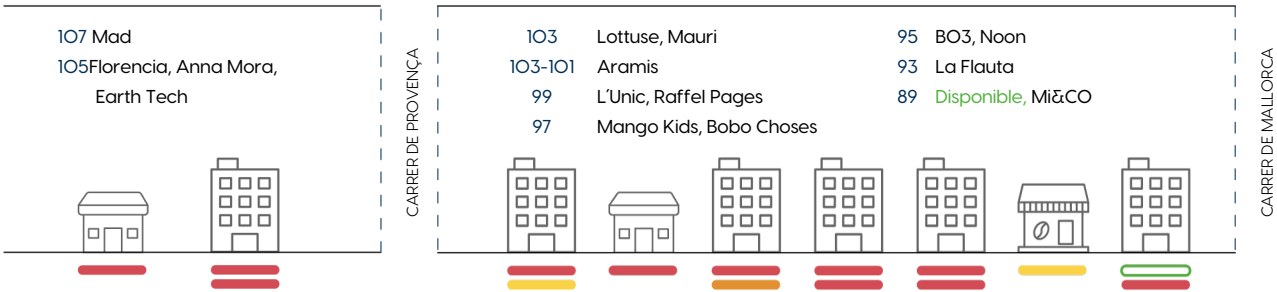 107 Mad
105Florencia, Anna Mora,
Earth Tech
CARRER DE PROVENÇA
103 Lottuse, Mauri
103-101 Aramis
99 L´Unic, Raffel Pages
97 Mango Kids, Bobo Choses
95 BO3, Noon
93 La Flauta
89 Disponible, Mi&CO
CARRER DE MALLORCA